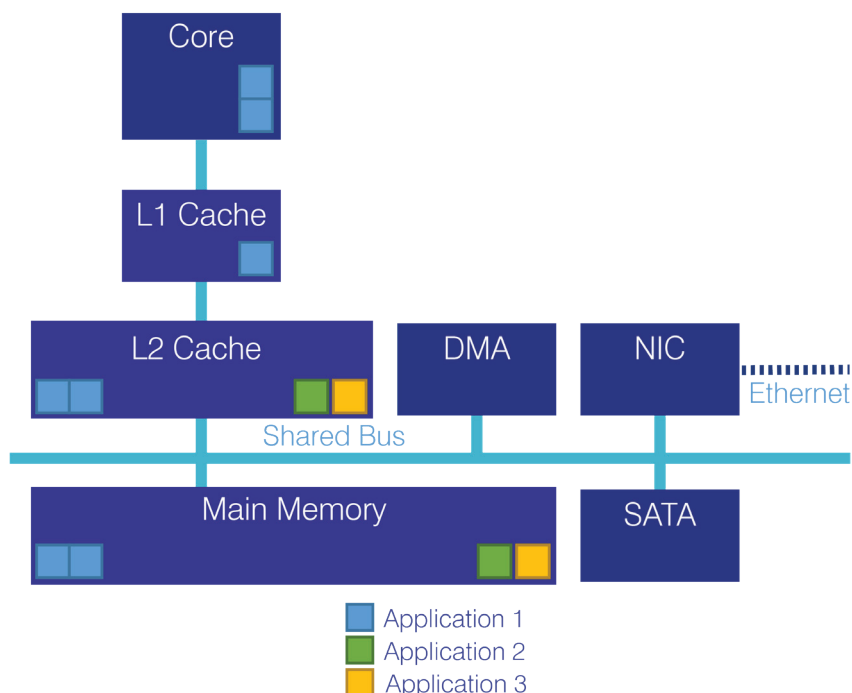 Core
L1 Cache
L2 Cache
DMA
NIC
Ethernet
Shared Bus
Main Memory
SATA
Application 1
Application 2
Application 3